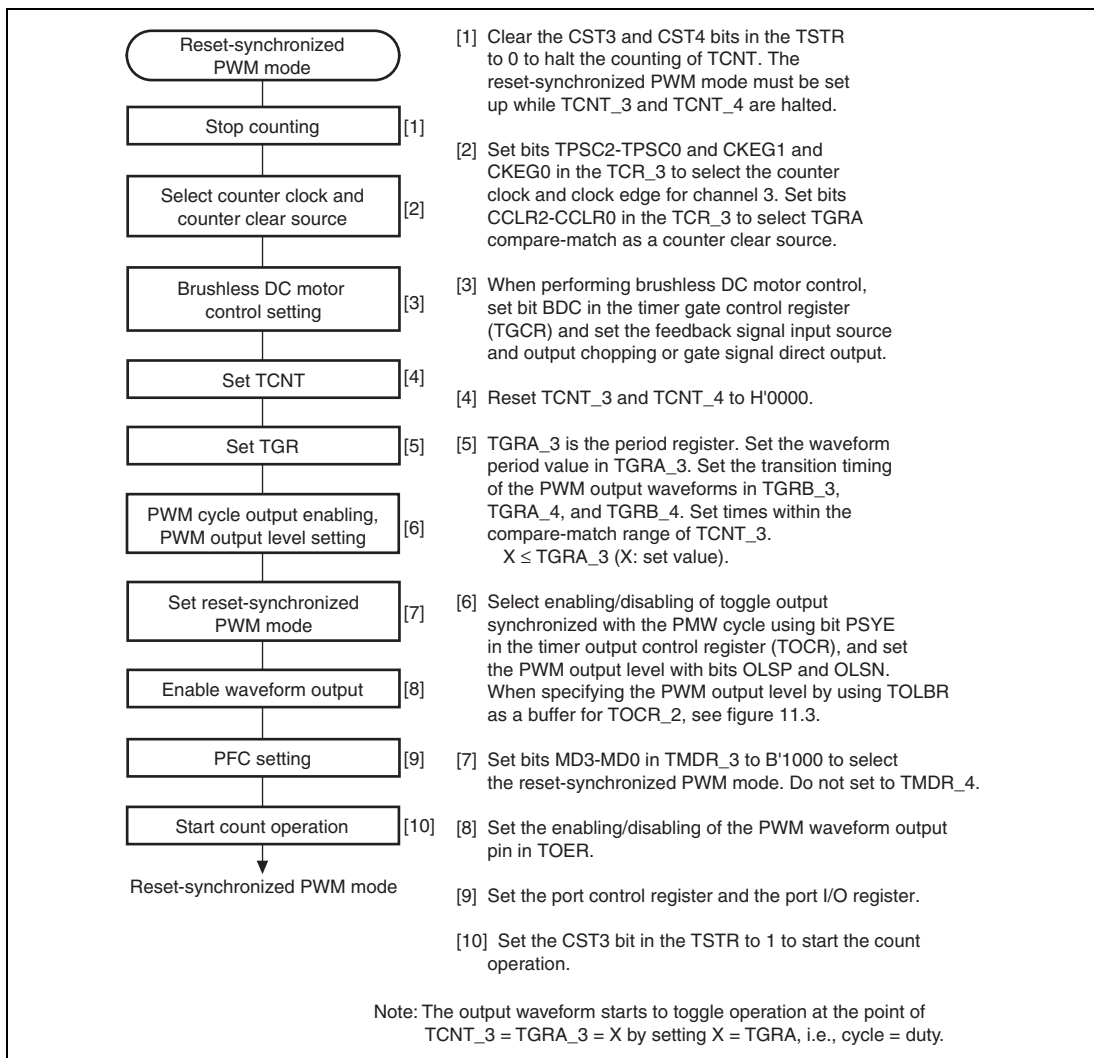 Reset-synchronized
PWM mode
Stop counting
[1]
Select counter clock and
counter clear source
[2]
Brushless DC motor
control setting
[3]
Set TCNT
[4]
Set TGR
[5]
PWM cycle output enabling,
PWM output level setting
[6]
Set reset-synchronized
PWM mode
[7]
Enable waveform output
[8]
PFC setting
[9]
Start count operation
[10]
Reset-synchronized PWM mode
[1] Clear the CST3 and CST4 bits in the TSTR
to 0 to halt the counting of TCNT. The
reset-synchronized PWM mode must be set
up while TCNT_3 and TCNT_4 are halted.
[2] Set bits TPSC2-TPSC0 and CKEG1 and
CKEG0 in the TCR_3 to select the counter
clock and clock edge for channel 3. Set bits
CCLR2-CCLR0 in the TCR_3 to select TGRA
compare-match as a counter clear source.
[3] When performing brushless DC motor control,
set bit BDC in the timer gate control register
(TGCR) and set the feedback signal input source
and output chopping or gate signal direct output.
[4] Reset TCNT_3 and TCNT_4 to H'0000.
[5] TGRA_3 is the period register. Set the waveform
period value in TGRA_3. Set the transition timing
of the PWM output waveforms in TGRB_3,
TGRA_4, and TGRB_4. Set times within the
compare-match range of TCNT_3.
X ≤ TGRA_3 (X: set value).
[6] Select enabling/disabling of toggle output
synchronized with the PMW cycle using bit PSYE
in the timer output control register (TOCR), and set
the PWM output level with bits OLSP and OLSN.
When specifying the PWM output level by using TOLBR
as a buffer for TOCR_2, see figure 11.3.
[7] Set bits MD3-MD0 in TMDR_3 to B'1000 to select
the reset-synchronized PWM mode. Do not set to TMDR_4.
[8] Set the enabling/disabling of the PWM waveform output
pin in TOER.
[9] Set the port control register and the port I/O register.
[10] Set the CST3 bit in the TSTR to 1 to start the count
operation.
Note: The output waveform starts to toggle operation at the point of
TCNT_3 = TGRA_3 = X by setting X = TGRA, i.e., cycle = duty.